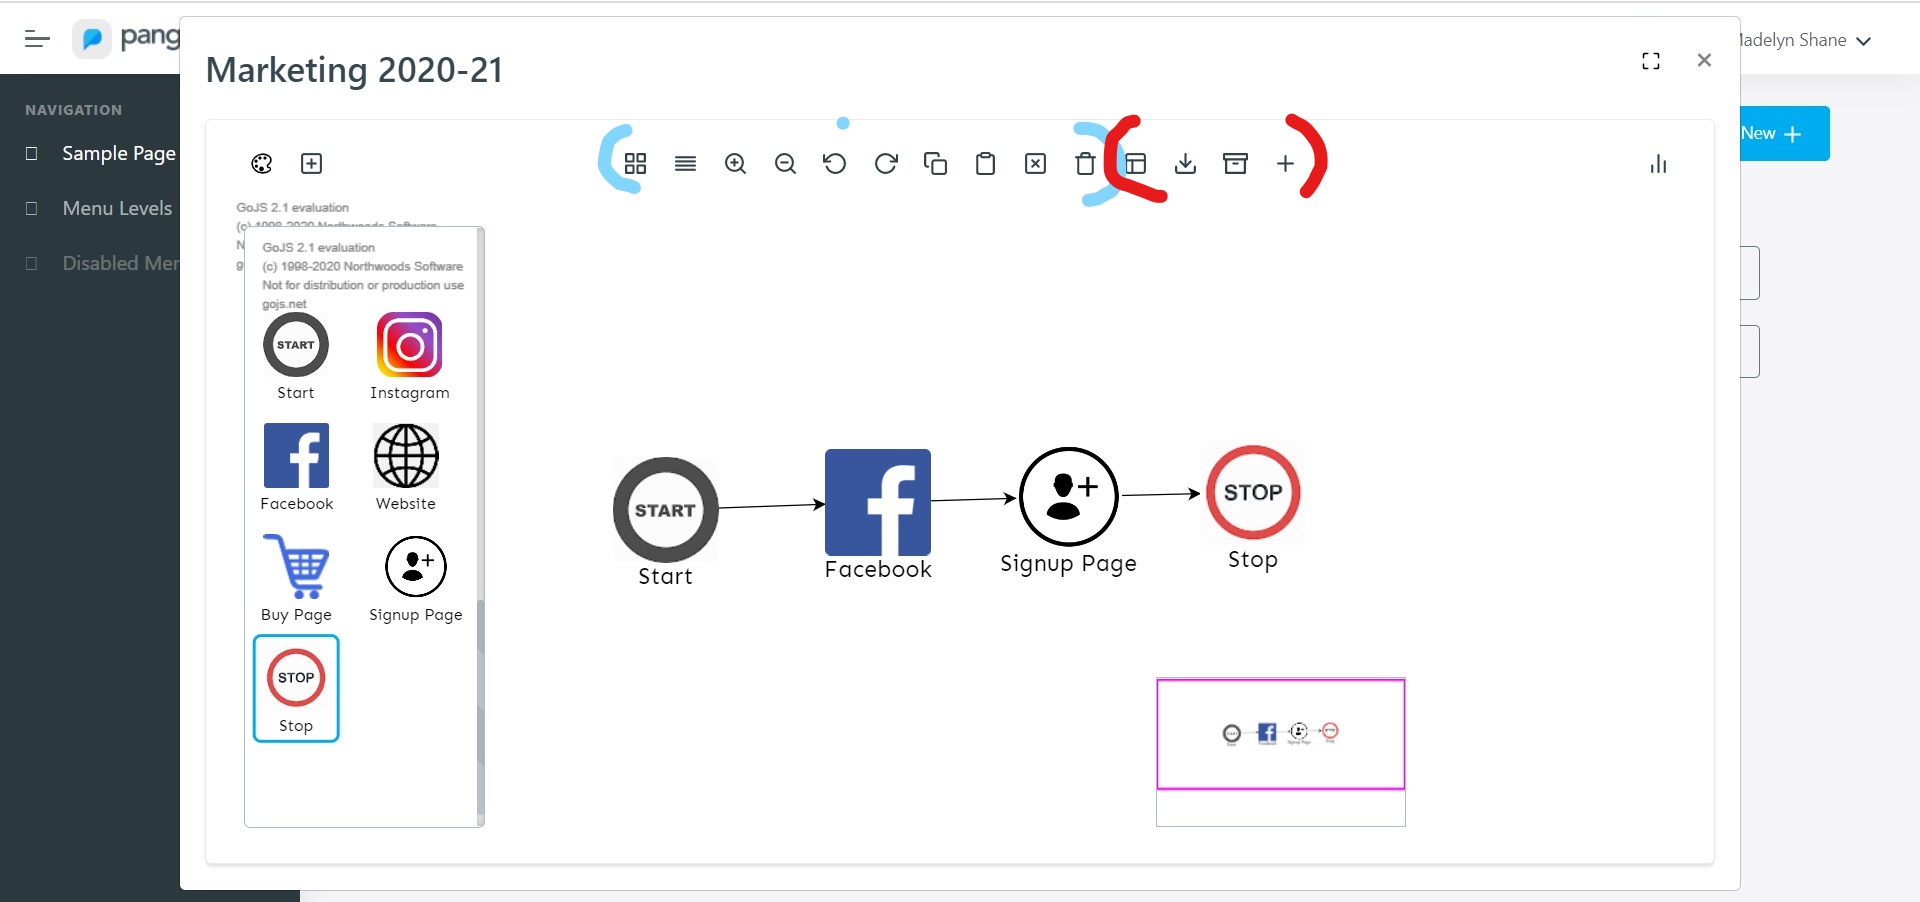 pang
Marketing 2020-21
Madelyn Shane
NAVIGATION
Sample Page
Menu Levels
Disabled Mer
New +
GoJS 2.1 evaluation
(c) 1998-2020 Northwoods Software
N
g
GoJS 2.1 evaluation
(c) 1998-2020 Northwoods Software
Not for distribution or production use
gojs.net
START
Start
Instagram
Facebook
Website
Buy Page
Signup Page
STOP
Stop
START
Start
Facebook
Signup Page
STOP
Stop